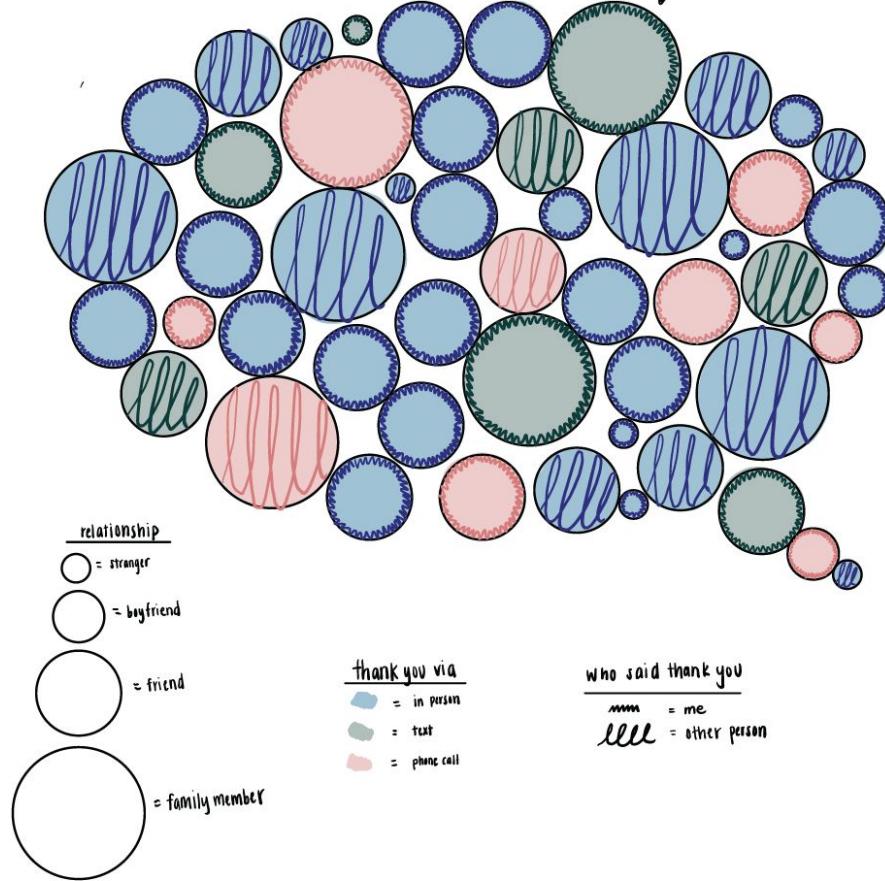 relationship
= stranger
= boyfriend
= friend
= family member
thank you via
= in person
= text
= phone call
who said thank you
= me
= other person